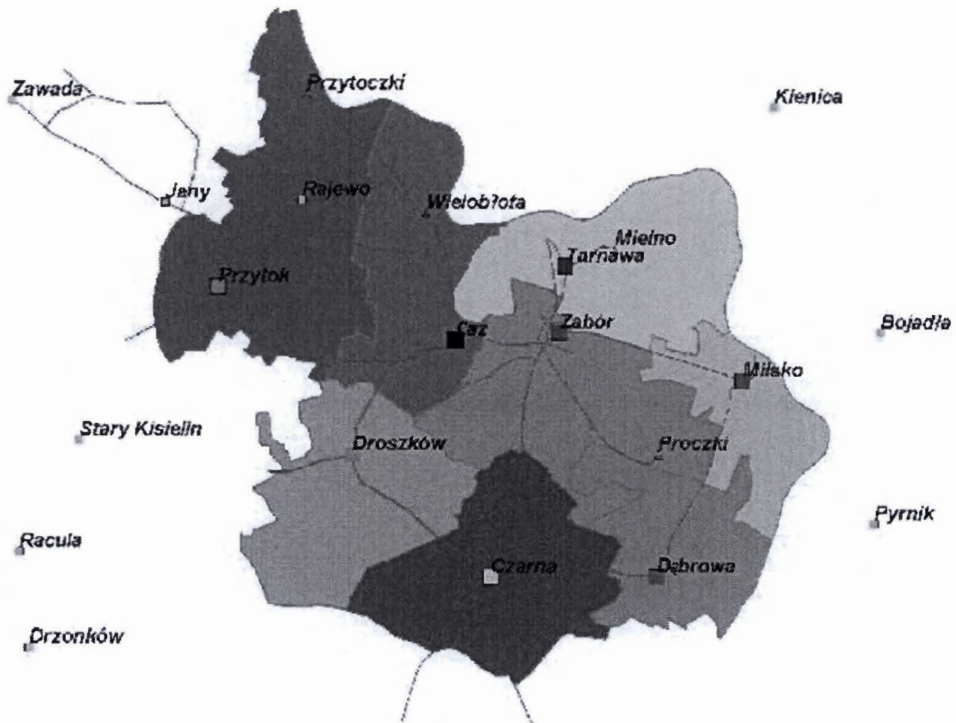 Przytoczki
Zawada
Klenica
Jany
Rajewo
Wielobłota
Mielno
Tarnawa
Przytok
Zabór
Łaz
Bojadła
Milsko
Stary Kisielin
Droszków
Proczki
Pyrnik
Racula
Czarna
Dąbrowa
Drzonków